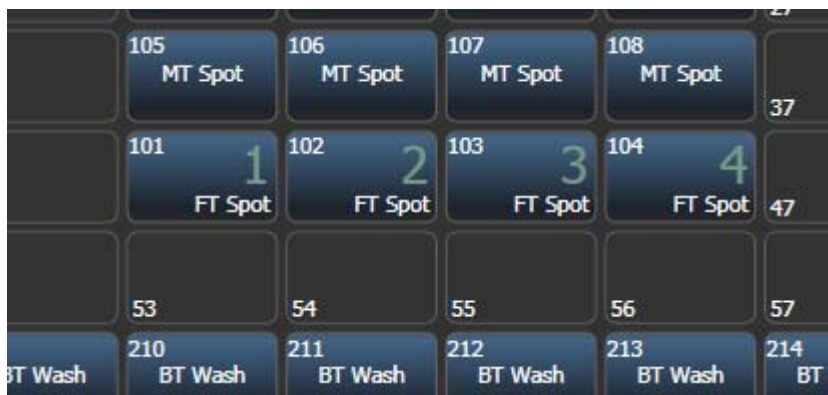 105 106 107 108
MT Spot MT Spot MT Spot MT Spot
37
101 1 102 2 103 3 104 4
FT Spot FT Spot FT Spot FT Spot 47
53 54 55 56 57
210 211 212 213 214
BT Wash BT Wash BT Wash BT Wash BT Wash BT